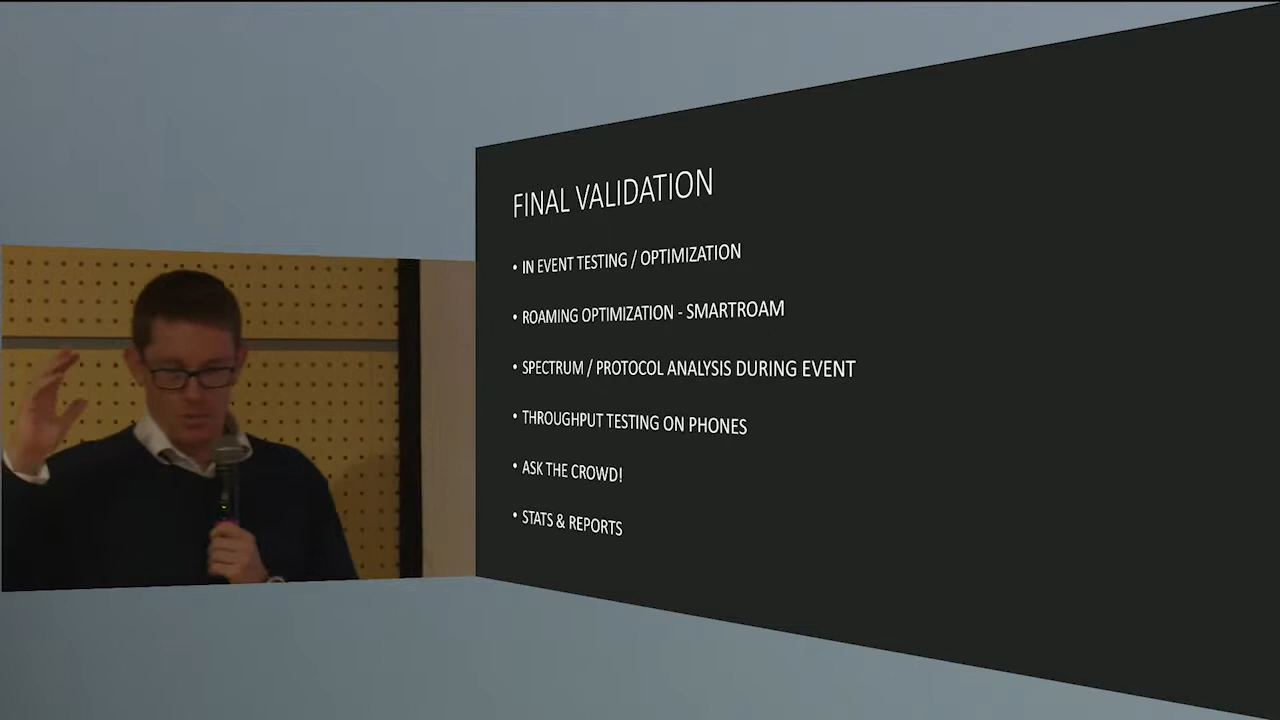 FINAL VALIDATION
• IN EVENT TESTING / OPTIMIZATION
• ROAMING OPTIMIZATION - SMARTROAM
• SPECTRUM / PROTOCOL ANALYSIS DURING EVENT
• THROUGHPUT TESTING ON PHONES
• ASK THE CROWD!
• STATS & REPORTS